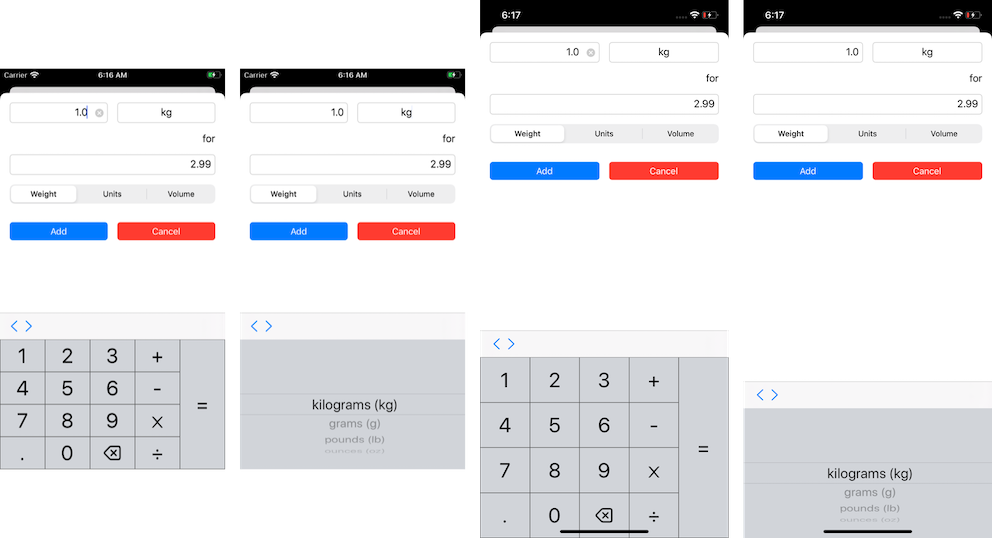 Carrier 6:16 AM
1.0 kg
for
2.99
Weight Units Volume
Add Cancel
1 2 3 +
4 5 6 -
7 8 9 × =
. 0 ÷
Carrier 6:16 AM
1.0 kg
for
2.99
Weight Units Volume
Add Cancel
kilograms (kg)
grams (g)
pounds (lb)
ounces (oz)
6:17
1.0 kg
for
2.99
Weight Units Volume
Add Cancel
1 2 3 +
4 5 6 -
7 8 9 × =
. 0 ÷
6:17
1.0 kg
for
2.99
Weight Units Volume
Add Cancel
kilograms (kg)
grams (g)
pounds (lb)
ounces (oz)